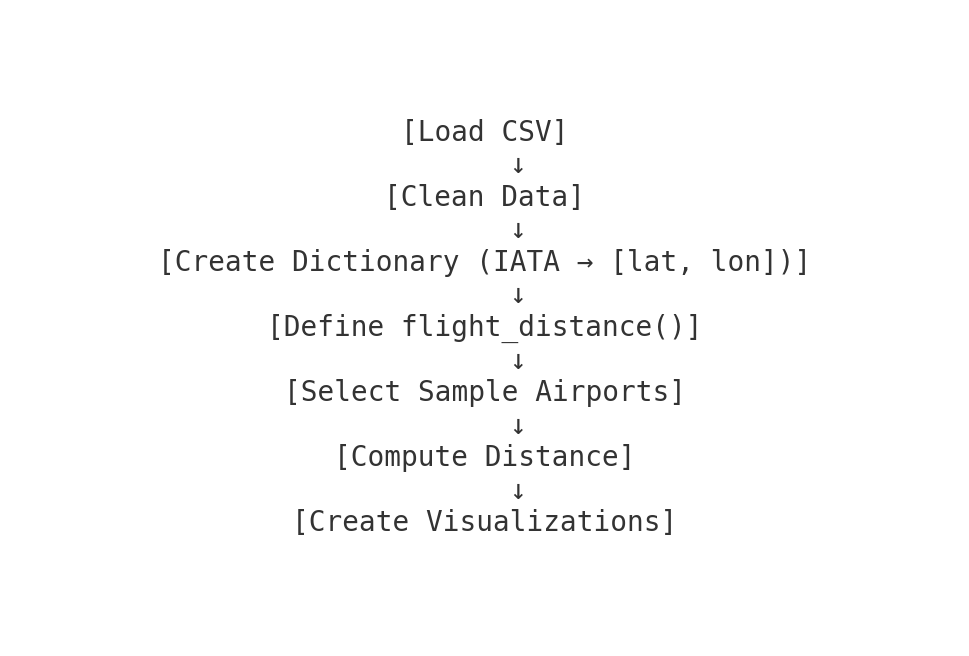 [Load CSV]
↓
[Clean Data]
↓
[Create Dictionary (IATA → [lat, lon])]
↓
[Define flight_distance()]
↓
[Select Sample Airports]
↓
[Compute Distance]
↓
[Create Visualizations]